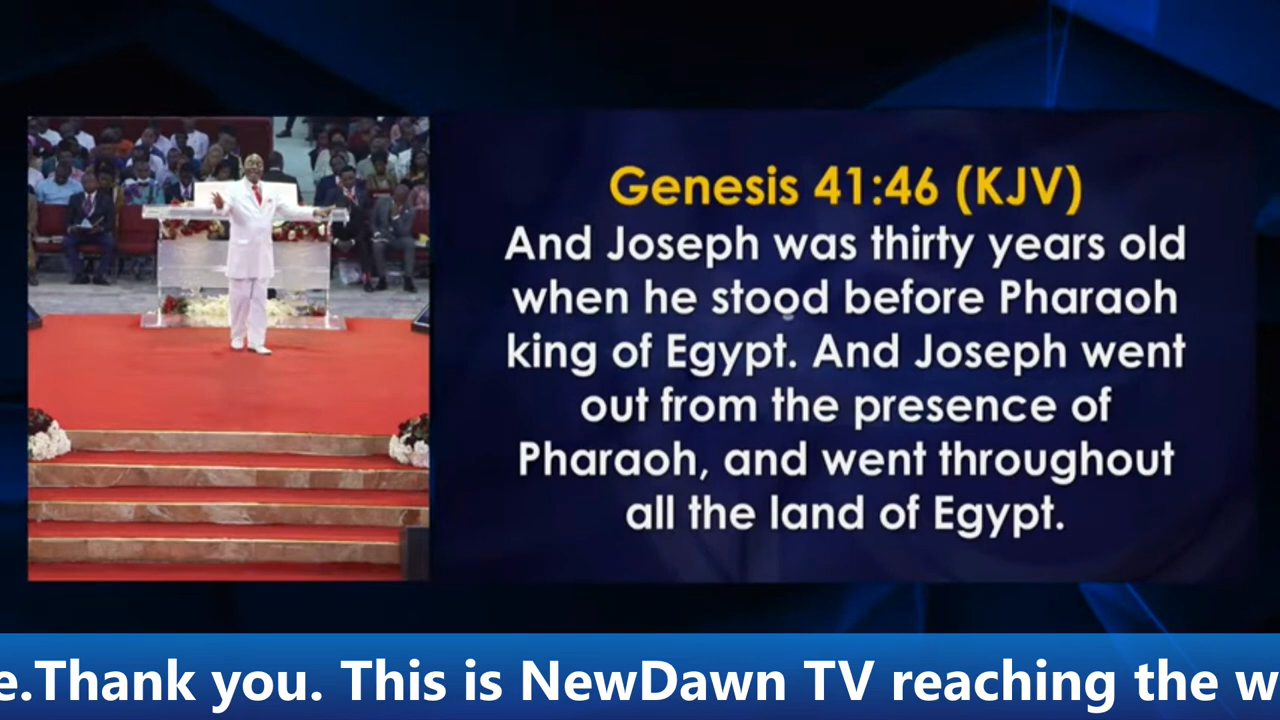 Genesis 41:46 (KJV)
And Joseph was thirty years old
when he stood before Pharaoh
king of Egypt. And Joseph went
out from the presence of
Pharaoh, and went throughout
all the land of Egypt.
e.Thank you. This is NewDawn TV reaching the w